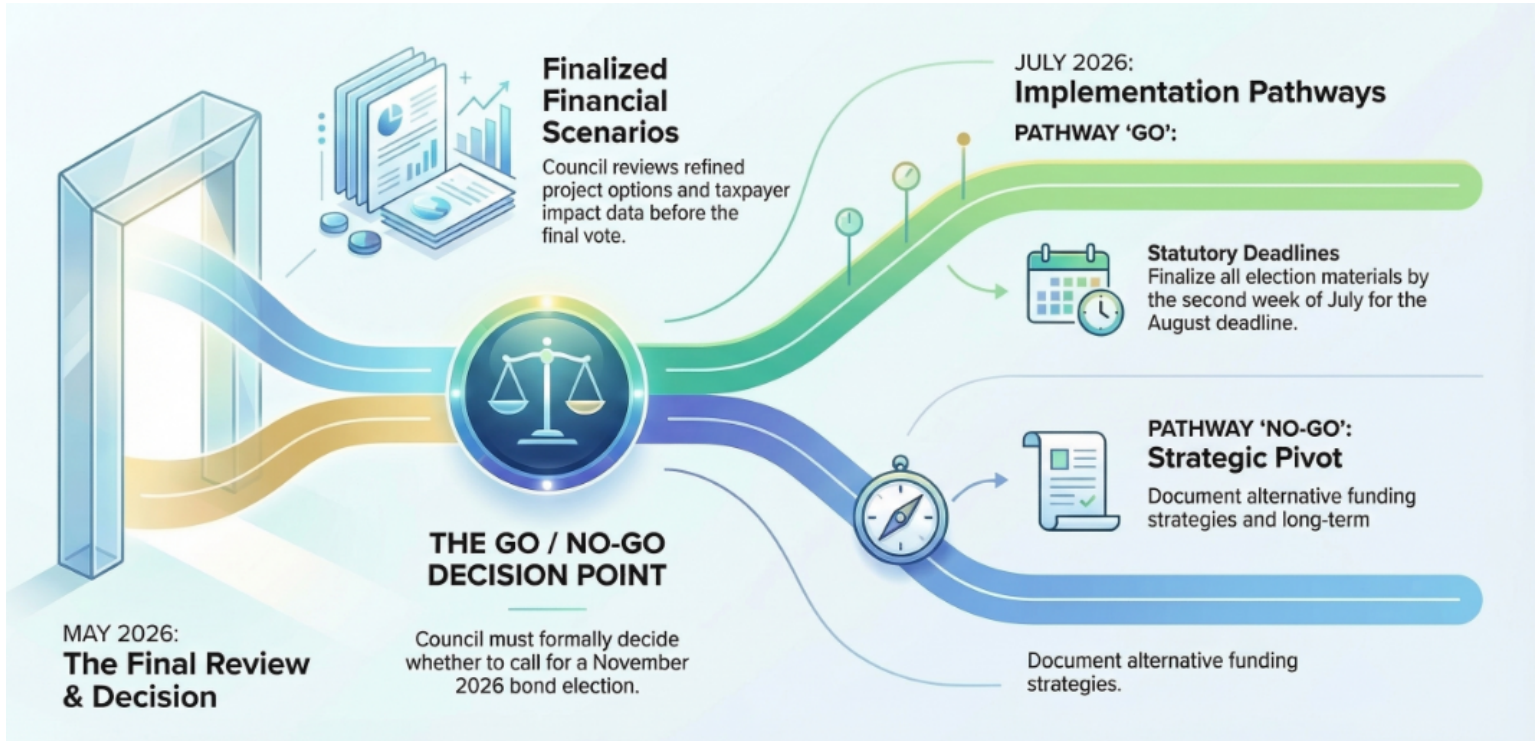 Finalized
Financial
Scenarios
Council reviews refined
project options and taxpayer
impact data before the
final vote.
MAY 2026:
The Final Review
& Decision
THE GO / NO-GO
DECISION POINT
Council must formally decide
whether to call for a November
2026 bond election.
JULY 2026:
Implementation Pathways
PATHWAY ‘GO’:
Statutory Deadlines
Finalize all election materials by
the second week of July for the
August deadline.
PATHWAY ‘NO-GO’:
Strategic Pivot
Document alternative funding
strategies and long-term
Document alternative funding
strategies.